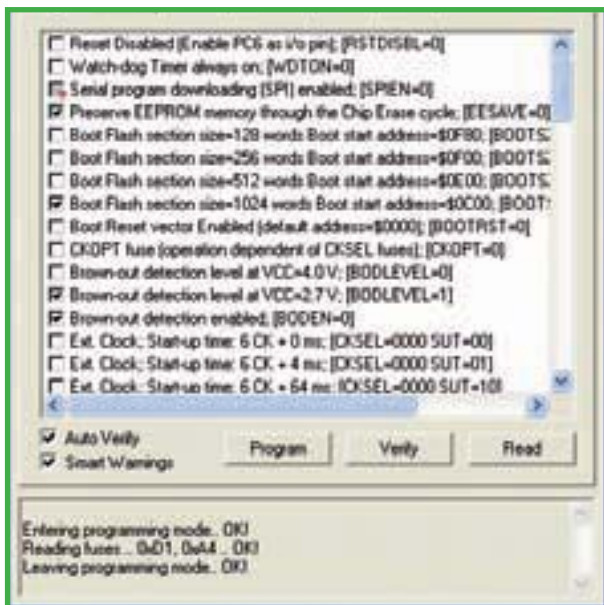 Reset Disabled (Enable PC6 as i/o pin); [RSTDISBL=0]
Watch-dog Timer always on; [WDTON=0]
Serial program downloading (SPI) enabled; [SPIEN=0]
Preserve EEPROM memory through the Chip Erase cycle; [EESAVE=0]
Boot Flash section size=128 words Boot start address=$0F80; [BOOTS
Boot Flash section size=256 words Boot start address=$0F00; [BOOTS
Boot Flash section size=512 words Boot start address=$0E00; [BOOTS
Boot Flash section size=1024 words Boot start address=$0C00; [BOOT
Boot Reset vector Enabled (default address=$0000); [BOOTRST=0]
CKOPT fuse (operation dependent of CKSEL fuses); [CKOPT=0]
Brown-out detection level at VCC=4.0 V; [BODLEVEL=0]
Brown-out detection level at VCC=2.7 V; [BODLEVEL=1]
Brown-out detection enabled; [BODEN=0]
Ext. Clock; Start-up time: 6 CK + 0 ms; [CKSEL=0000 SUT=00]
Ext. Clock; Start-up time: 6 CK + 4 ms; [CKSEL=0000 SUT=01]
Ext. Clock; Start-up time: 6 CK + 64 ms; [CKSEL=0000 SUT=10]
Auto Verify
Smart Warnings
Program Verify Read
Entering programming mode.. OK!
Reading fuses... 0xD1, 0xA4 .. OK!
Leaving programming mode.. OK!